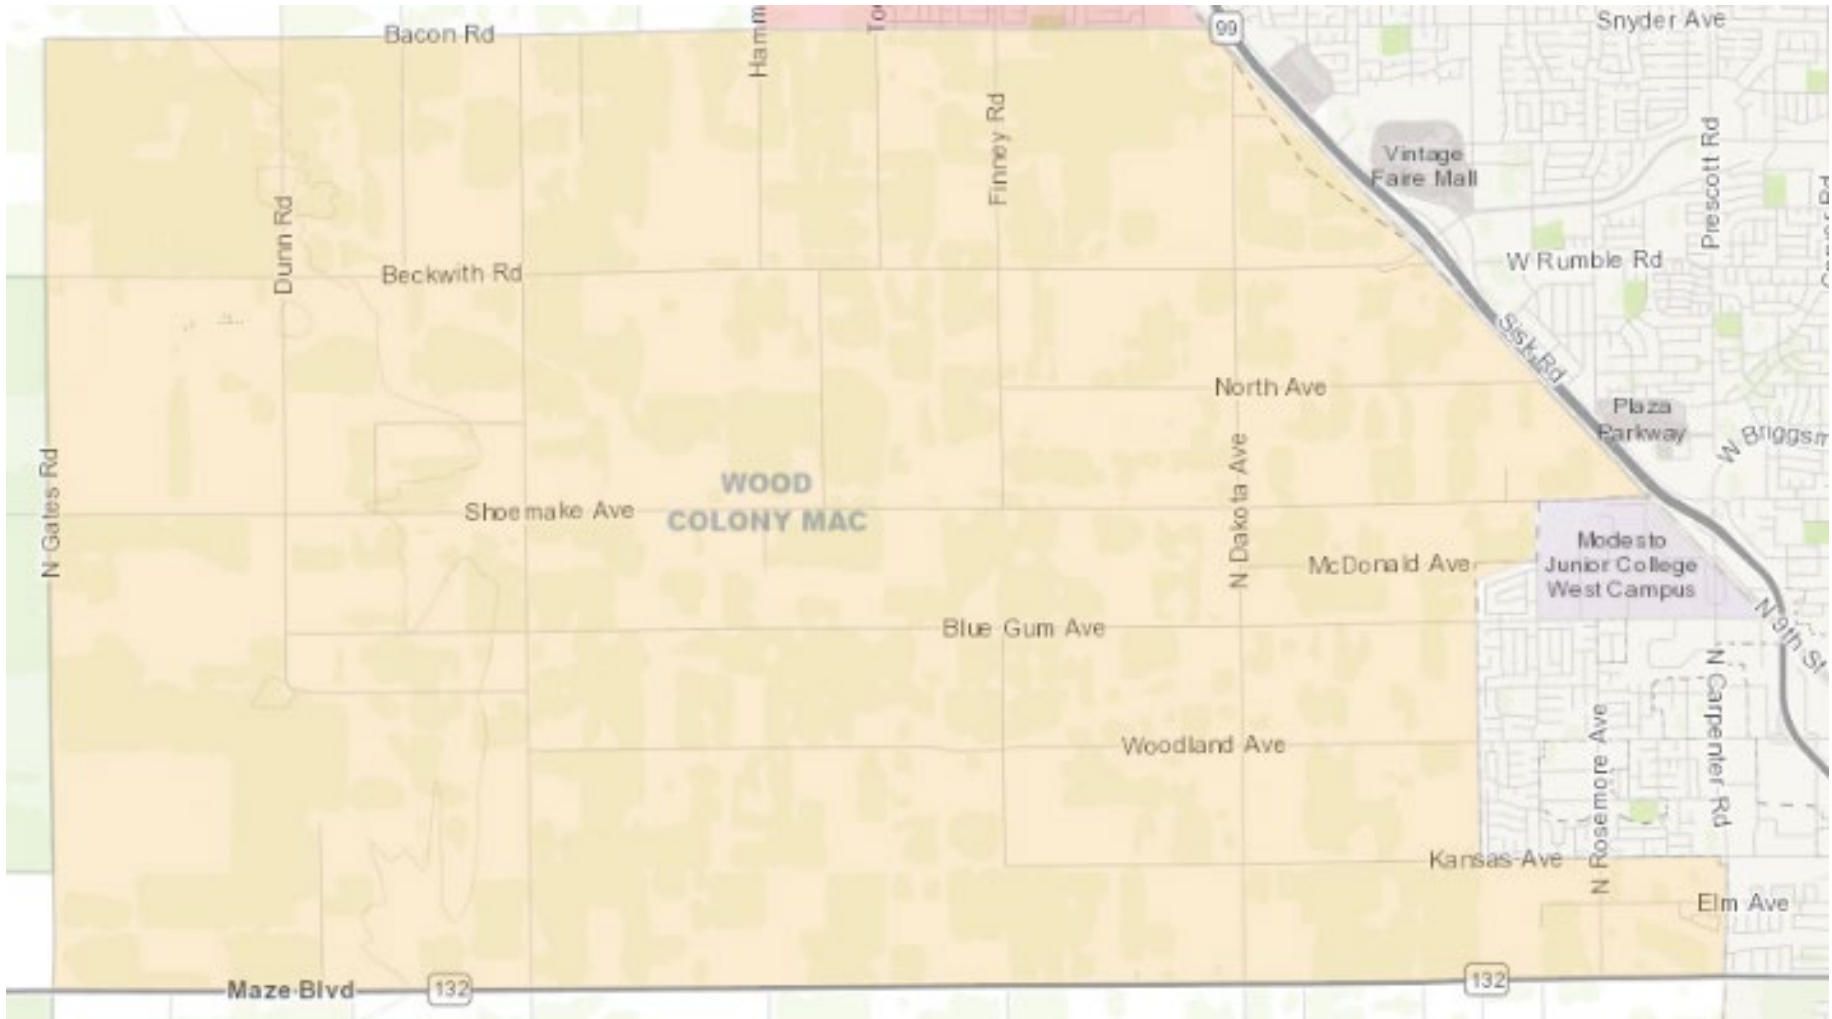 Bacon Rd
Hamm
99
Snyder Ave
Finney Rd
Vintage
Faire Mall
Prescott Rd
Dunn Rd
Beckwith Rd
W Rumble Rd
Sisk Rd
North Ave
Plaza
Parkway
W Briggsm
N Gates Rd
WOOD
COLONY MAC
Shoemake Ave
N Dakota Ave
McDonald Ave
Modesto
Junior College
West Campus
Blue Gum Ave
N 9th St
N Carpenter Rd
Woodland Ave
N Rosemore Ave
Kansas Ave
Elm Ave
Maze Blvd
132
132